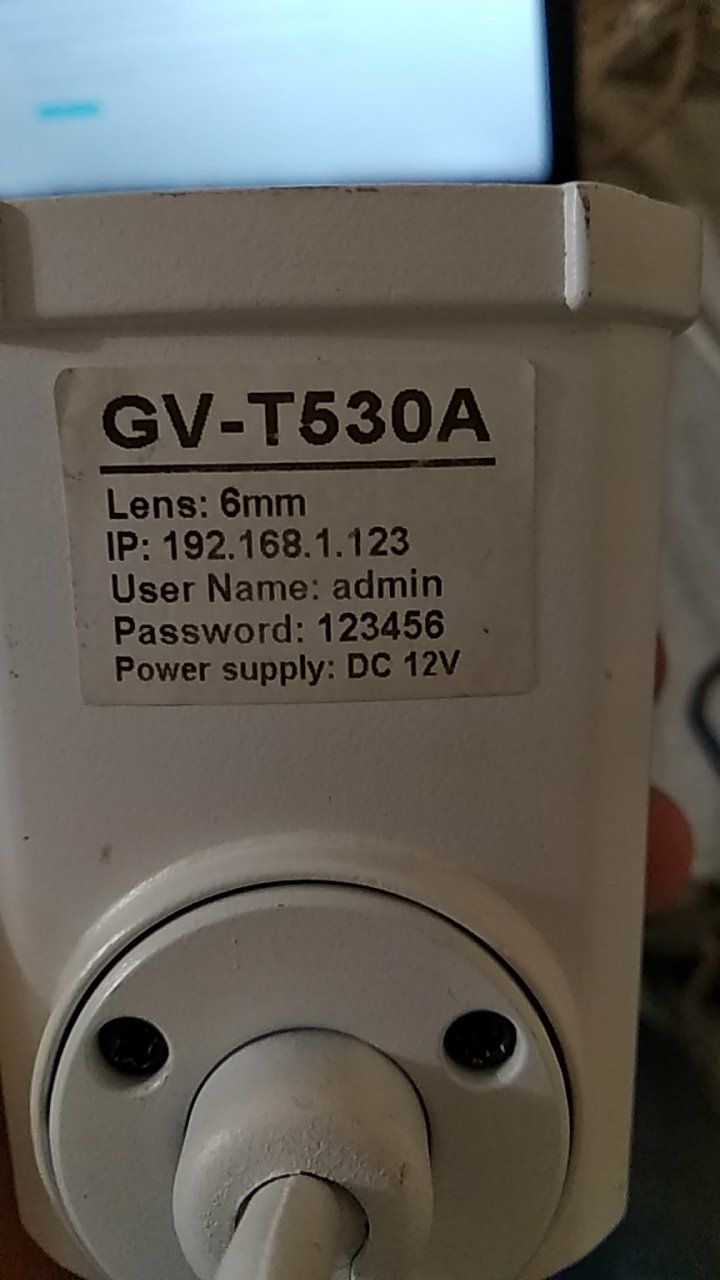 GV-T530A
Lens: 6mm
IP: 192.168.1.123
User Name: admin
Password: 123456
Power supply: DC 12V